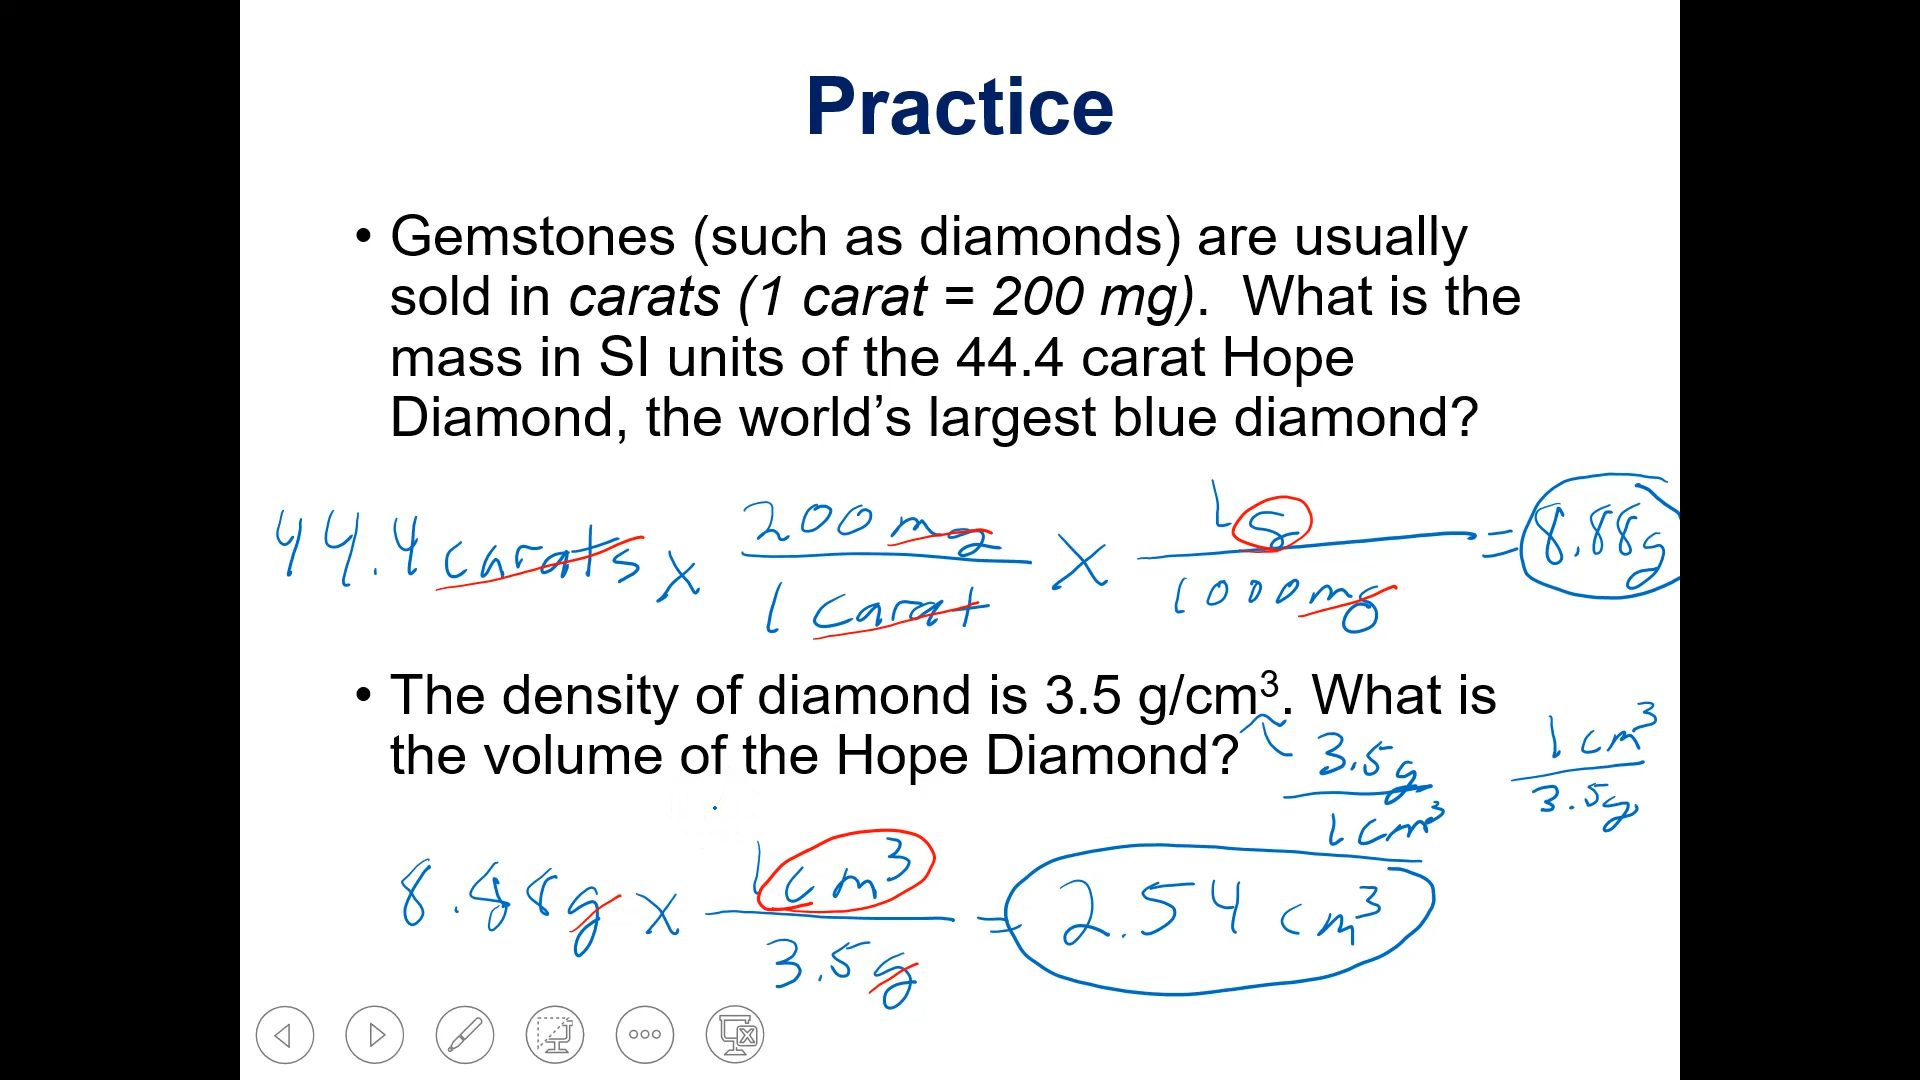 Practice
• Gemstones (such as diamonds) are usually
sold in carats (1 carat = 200 mg).  What is the
mass in SI units of the 44.4 carat Hope
Diamond, the world’s largest blue diamond?
44.4 carats x 200 mg / 1 carat x 1 g / 1000 mg = 8.88 g
• The density of diamond is 3.5 g/cm³. What is
the volume of the Hope Diamond?
3.5 g / 1 cm³
1 cm³ / 3.5 g
8.88 g x 1 cm³ / 3.5 g = 2.54 cm³